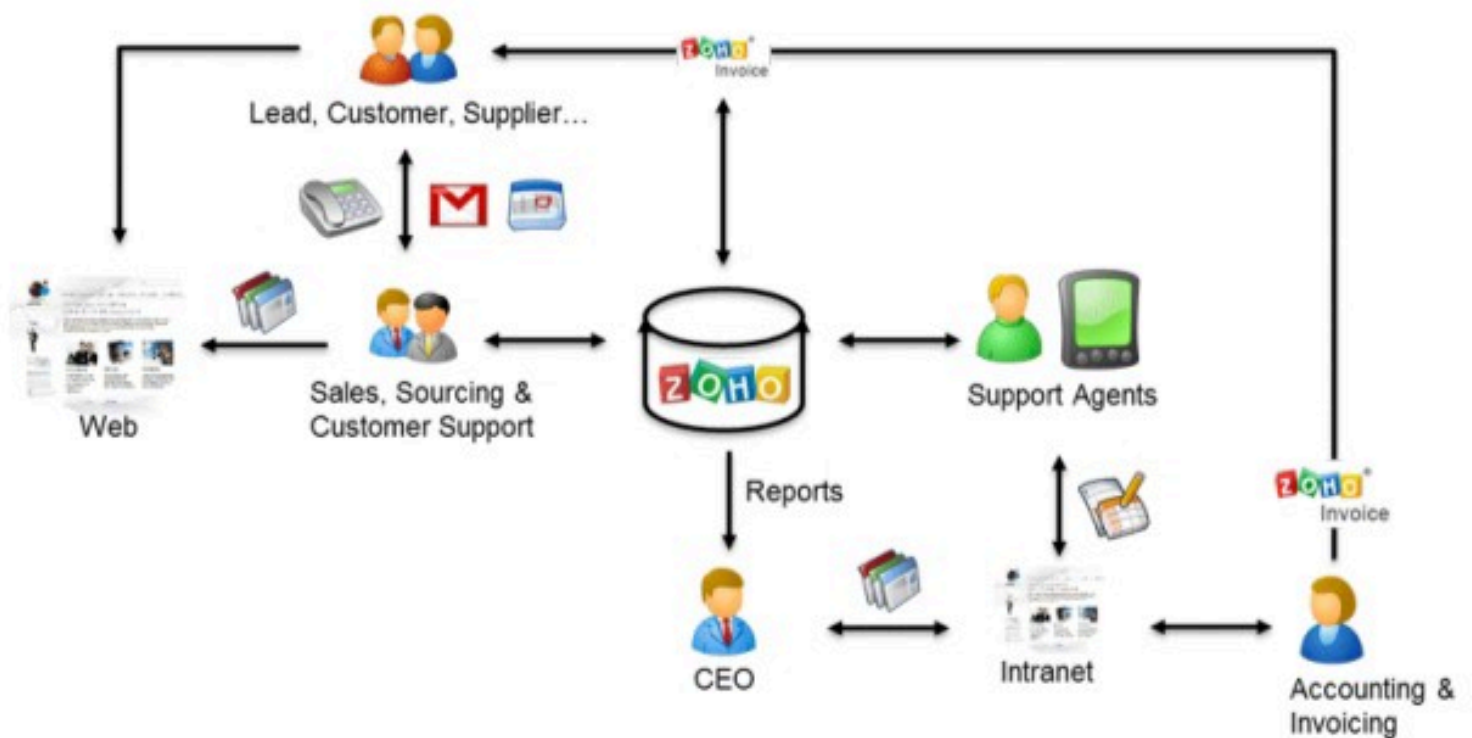 ZOHO
Invoice
Lead, Customer, Supplier...
Web
Sales, Sourcing &
Customer Support
ZOHO
Support Agents
Reports
ZOHO
Invoice
CEO
Intranet
Accounting &
Invoicing